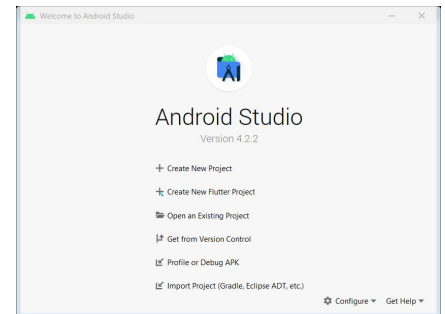 Welcome to Android Studio
Android Studio
Version 4.2.2
Create New Project
Create New Flutter Project
Open an Existing Project
Get from Version Control
Profile or Debug APK
Import Project (Gradle, Eclipse ADT, etc.)
Configure Get Help